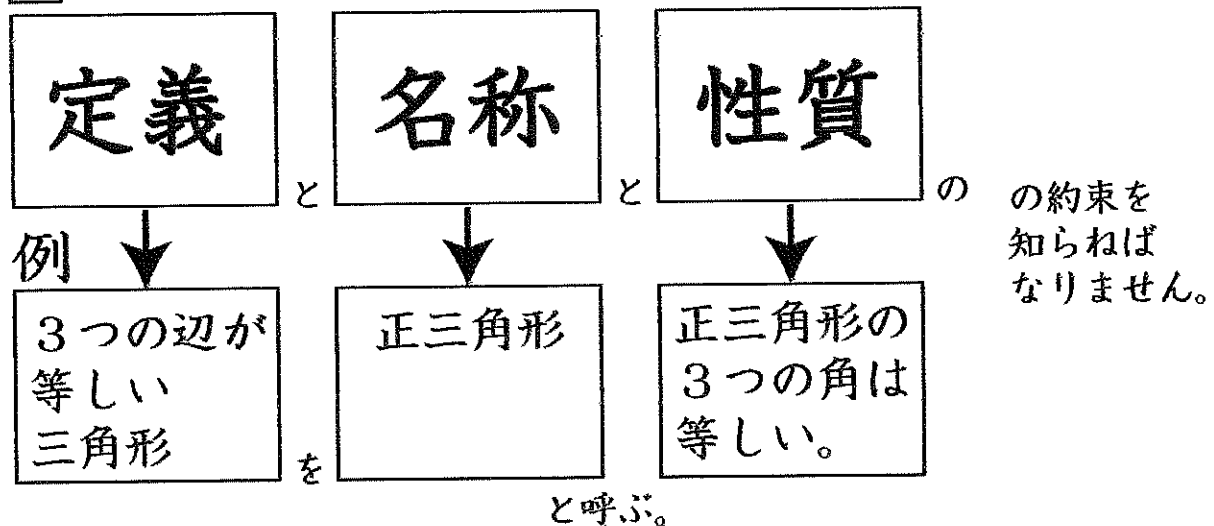 定義と名称と性質の
の約束を
知らねば
なりません。
例
3つの辺が
等しい
三角形
を
正三角形
と呼ぶ。
正三角形の
3つの角は
等しい。